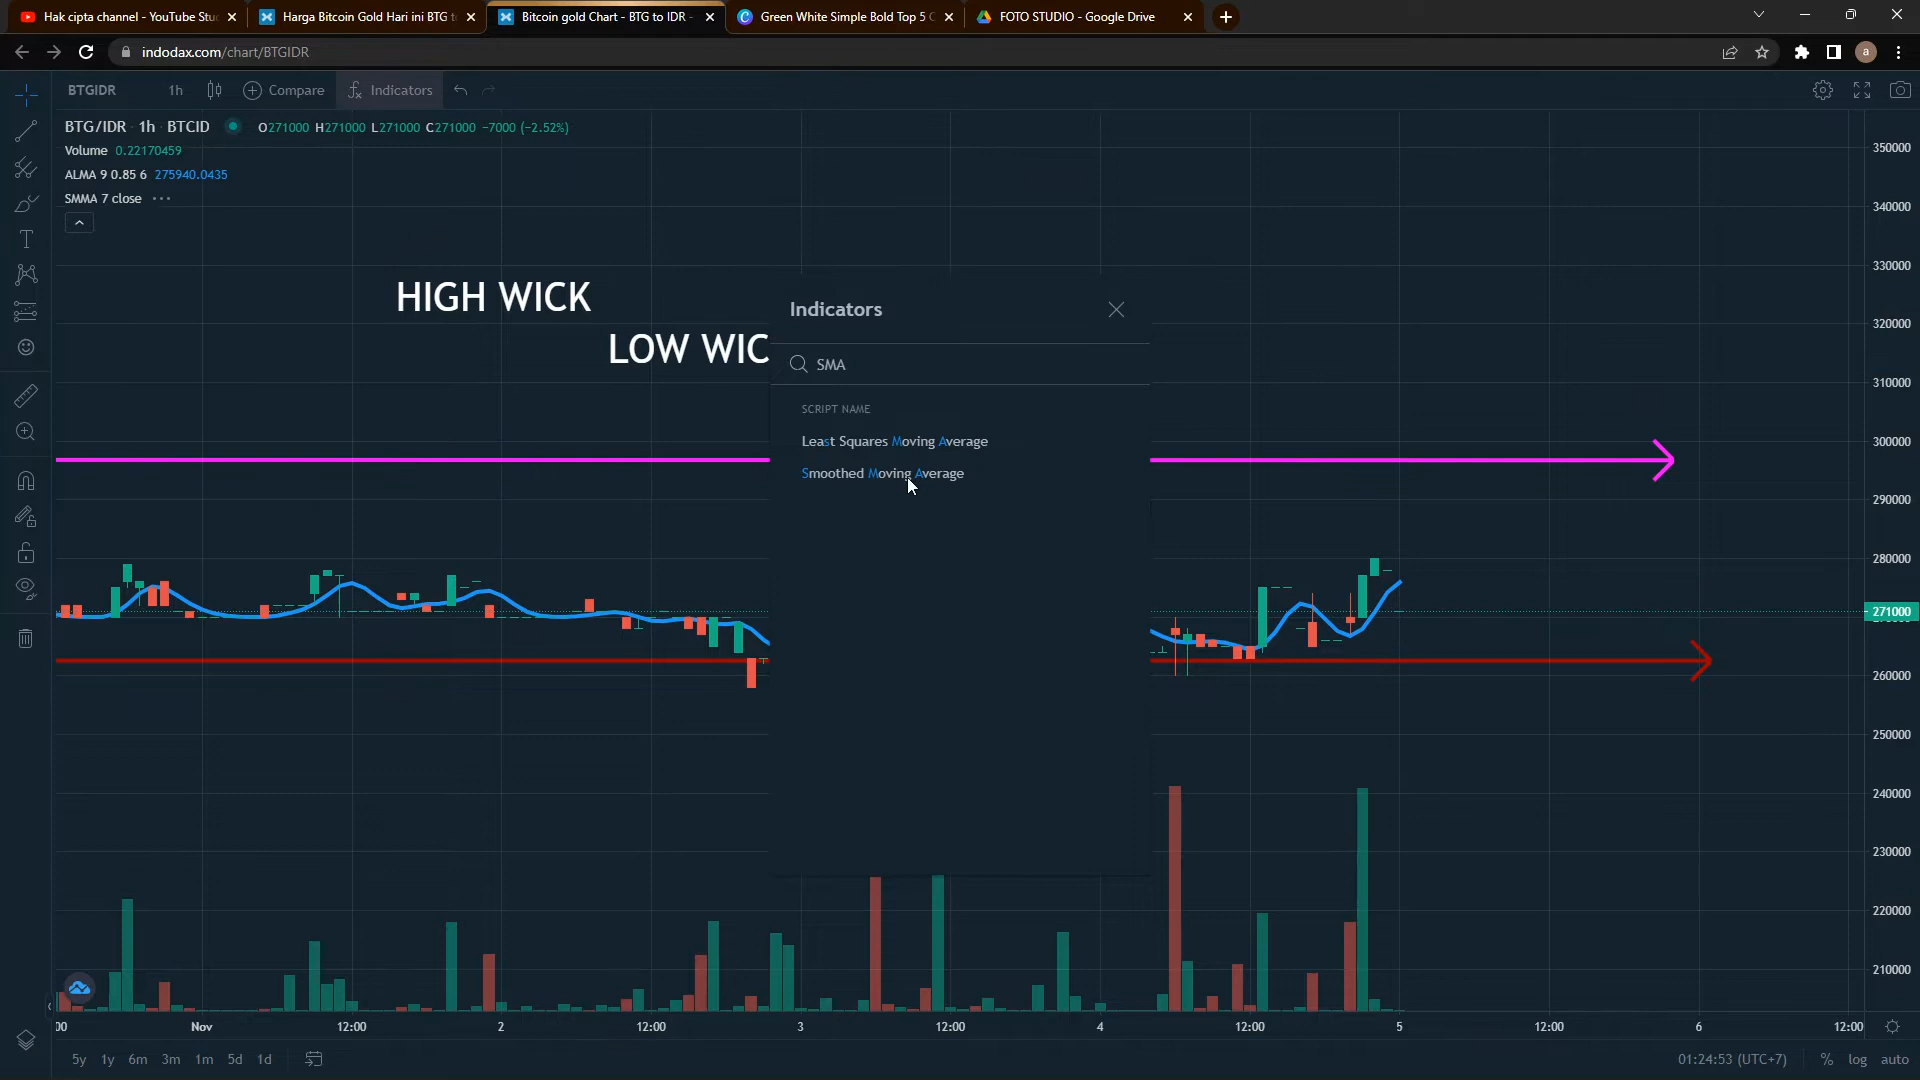 Hak cipta channel - YouTube Stu
Harga Bitcoin Gold Hari ini BTG to
Bitcoin gold Chart - BTG to IDR -
Green White Simple Bold Top 5 C
FOTO STUDIO - Google Drive
indodax.com/chart/BTGIDR
a
BTGIDR
1h
Compare
Indicators
BTG/IDR 1h BTCID
O271000 H271000 L271000 C271000 −7000 (−2.52%)
Volume 0.22170459
ALMA 9 0.85 6 275940.0435
SMMA 7 close
HIGH WICK
LOW WIC
Indicators
SMA
SCRIPT NAME
Least Squares Moving Average
Smoothed Moving Average
350000
340000
330000
320000
310000
300000
290000
280000
271000
260000
250000
240000
230000
220000
210000
:00
Nov
12:00
2
12:00
3
12:00
4
12:00
5
12:00
6
12:00
5y 1y 6m 3m 1m 5d 1d
01:24:53 (UTC+7)
% log auto